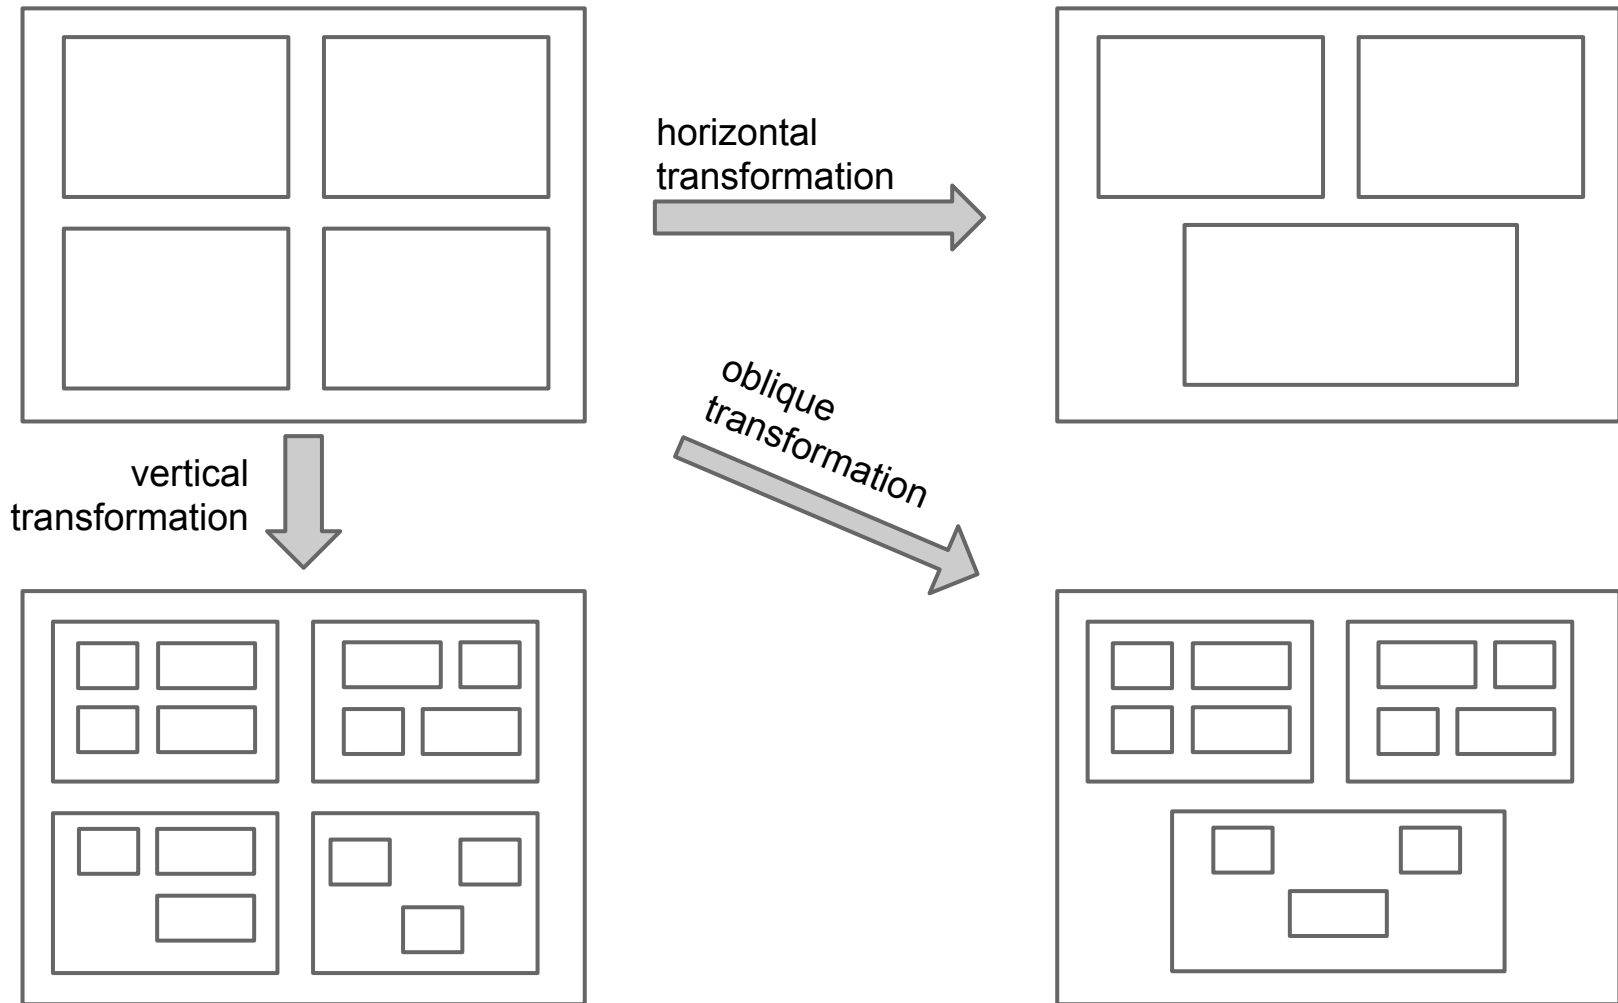 horizontal
transformation
oblique
transformation
vertical
transformation